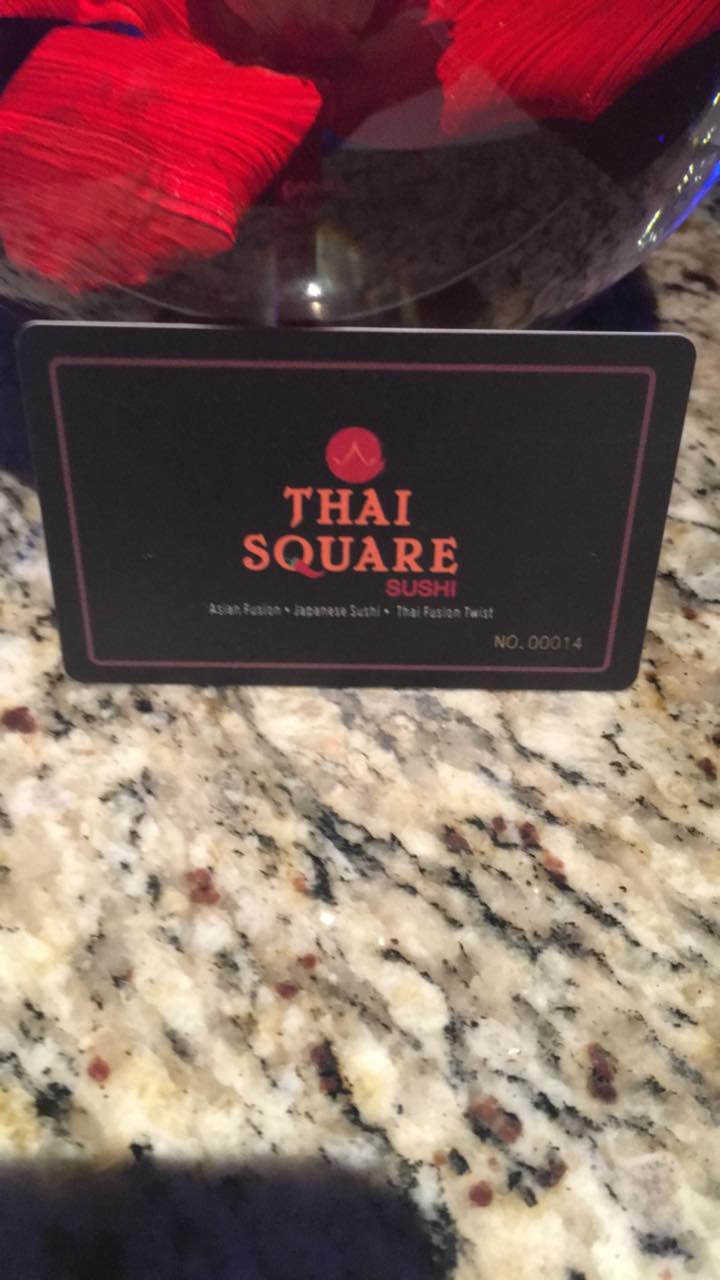 THAI
SQUARE
SUSHI
Asian Fusion • Japanese Sushi • Thai Fusion Twist
NO.00014